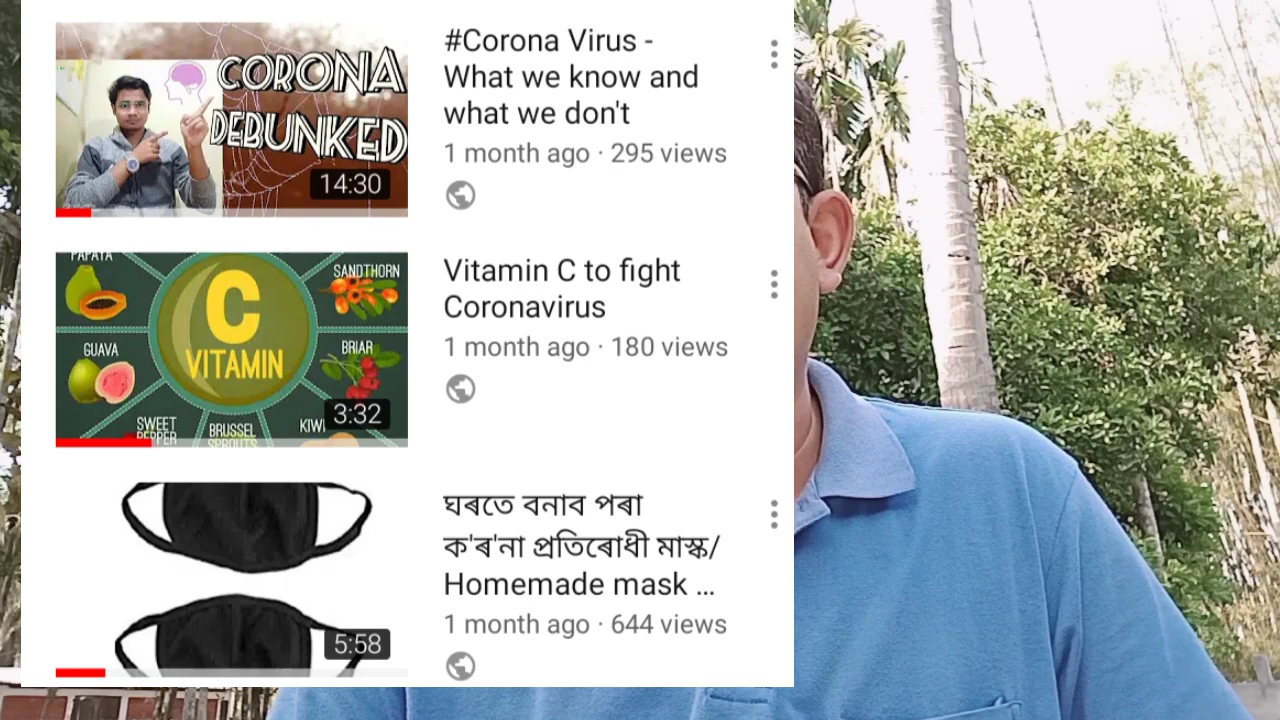 CORONA
DEBUNKED
14:30
#Corona Virus -
What we know and
what we don't
1 month ago · 295 views
PAPAYA
SANDTHORN
C
VITAMIN
GUAVA
BRIAR
SWEET
PEPPER
BRUSSEL
SPROUTS
3:32
Vitamin C to fight
Coronavirus
1 month ago · 180 views
5:58
ঘৰতে বনাব পৰা
ক'ৰ'না প্ৰতিৰোধী মাস্ক/
Homemade mask ...
1 month ago · 644 views